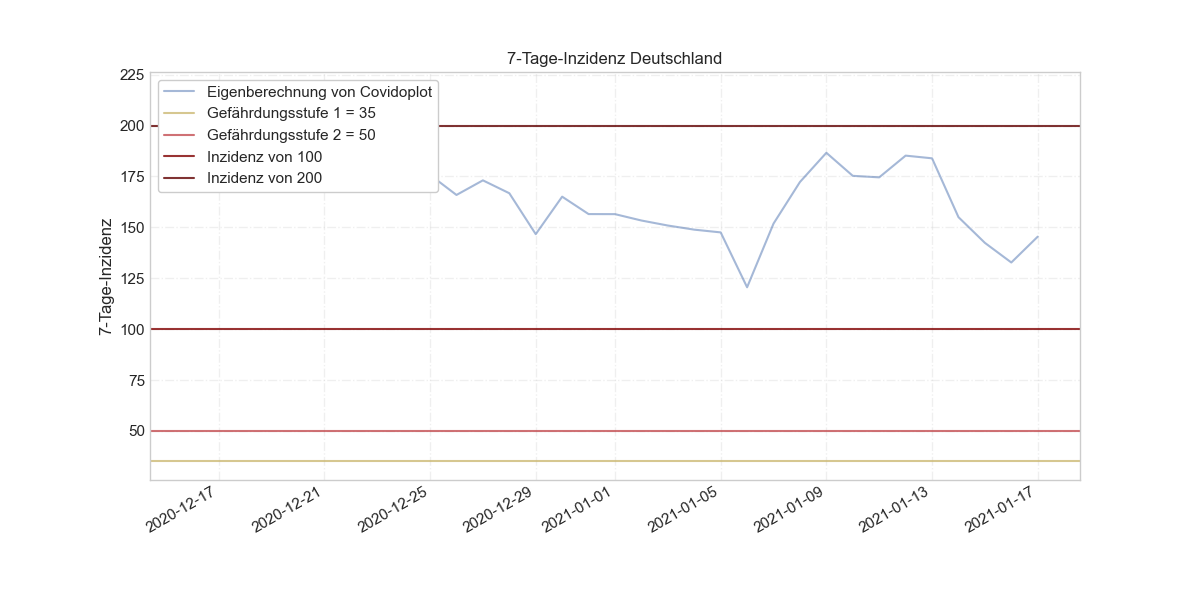 7-Tage-Inzidenz Deutschland
225
200
175
150
125
100
75
50
7-Tage-Inzidenz
Eigenberechnung von Covidoplot
Gefährdungsstufe 1 = 35
Gefährdungsstufe 2 = 50
Inzidenz von 100
Inzidenz von 200
2020-12-17
2020-12-21
2020-12-25
2020-12-29
2021-01-01
2021-01-05
2021-01-09
2021-01-13
2021-01-17